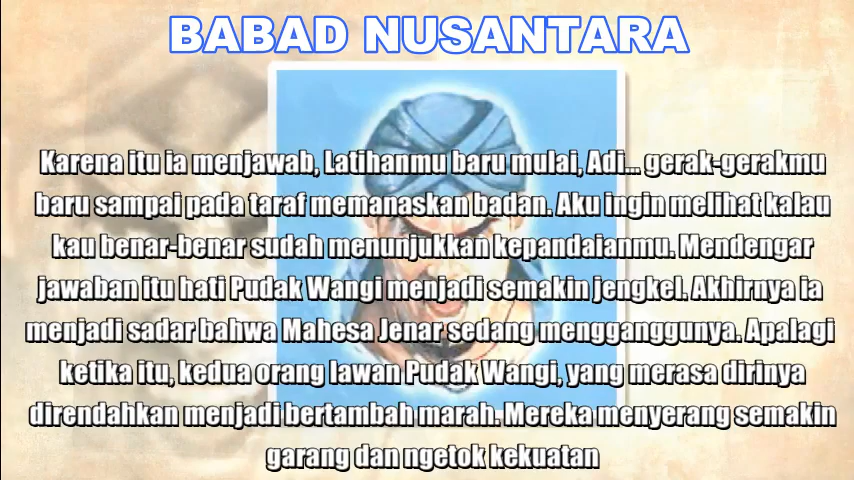 BABAD NUSANTARA
Karena itu ia menjawab, Latihanmu baru mulai, Adi... gerak-gerakmu
baru sampai pada taraf memanaskan badan. Aku ingin melihat kalau
kau benar-benar sudah menunjukkan kepandaianmu. Mendengar
jawaban itu hati Pudak Wangi menjadi semakin jengkel. Akhirnya ia
menjadi sadar bahwa Mahesa Jenar sedang mengganggunya. Apalagi
ketika itu, kedua orang lawan Pudak Wangi, yang merasa dirinya
direndahkan menjadi bertambah marah. Mereka menyerang semakin
garang dan ngetok kekuatan